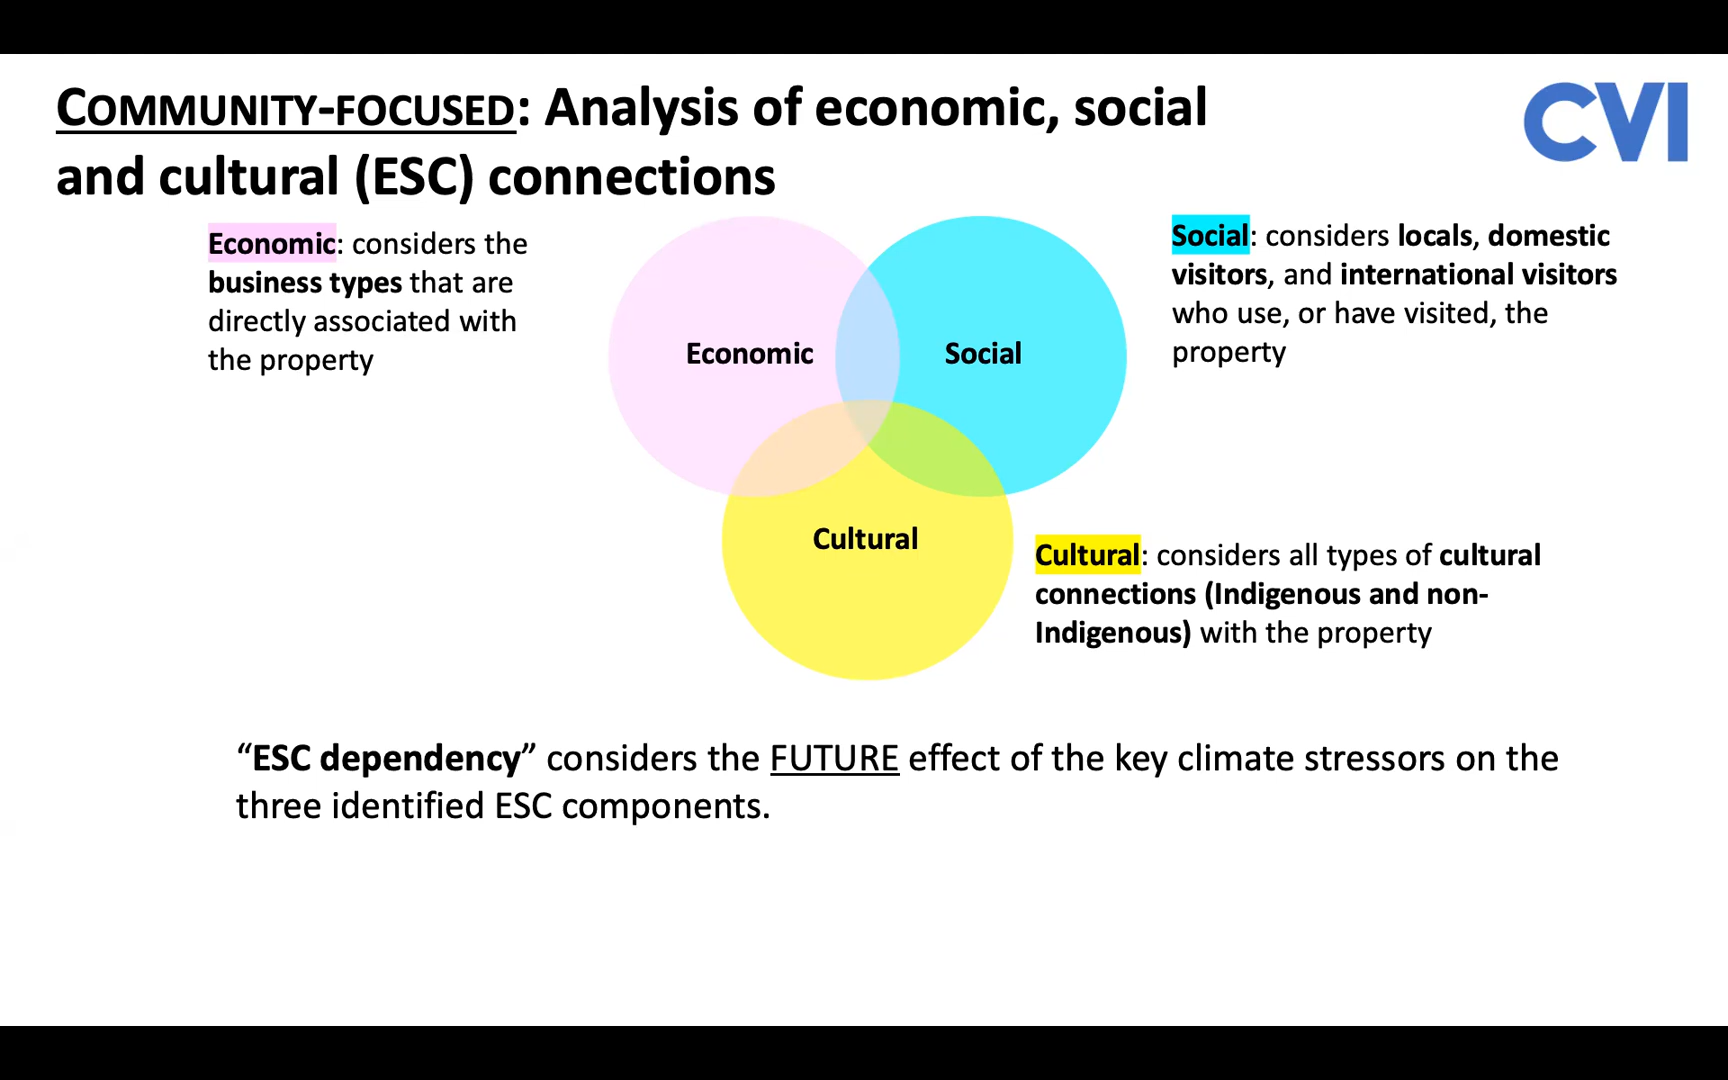 COMMUNITY-FOCUSED: Analysis of economic, social
and cultural (ESC) connections
CVI
Economic: considers the
business types that are
directly associated with
the property
Social: considers locals, domestic
visitors, and international visitors
who use, or have visited, the
property
Economic
Social
Cultural
Cultural: considers all types of cultural
connections (Indigenous and non-
Indigenous) with the property
“ESC dependency” considers the FUTURE effect of the key climate stressors on the
three identified ESC components.